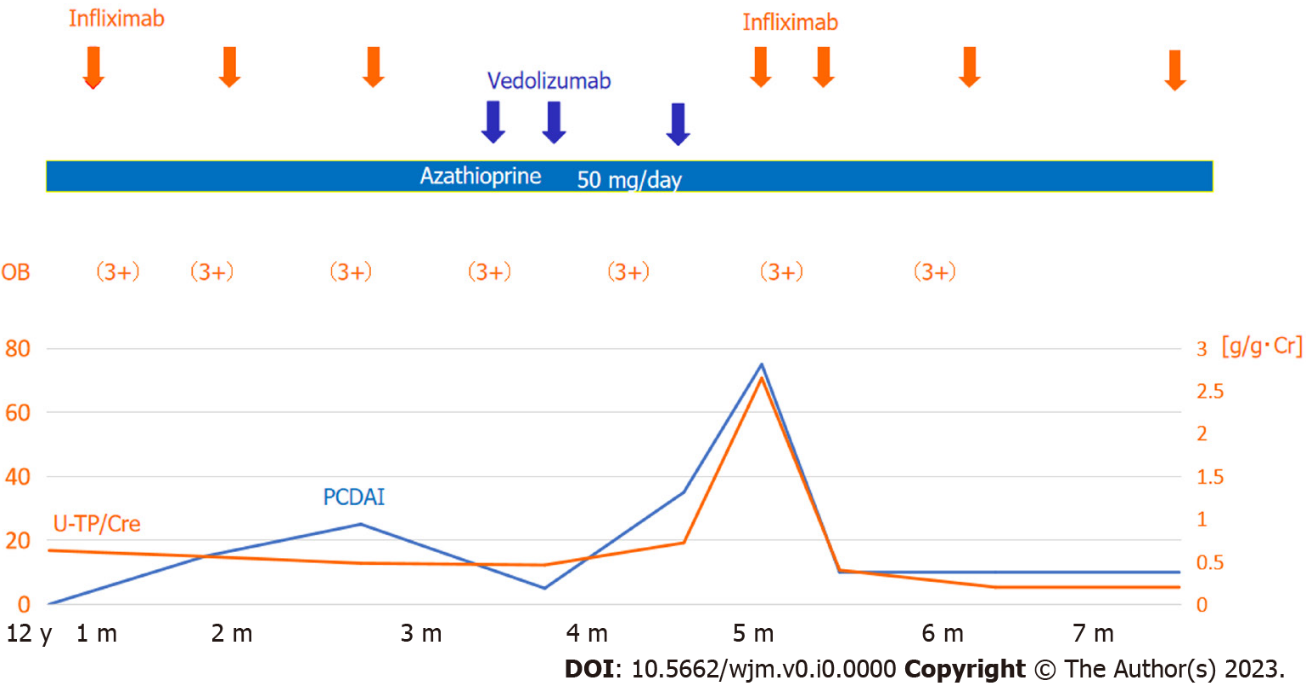 Infliximab
Infliximab
Vedolizumab
Azathioprine 50 mg/day
OB (3+) (3+) (3+) (3+) (3+) (3+) (3+)
80 3 [g/g・Cr]
2.5
60
2
40 1.5
PCDAI
U-TP/Cre 1
20
0.5
0 0
12 y 1 m 2 m 3 m 4 m 5 m 6 m 7 m
DOI: 10.5662/wjm.v0.i0.0000 Copyright © The Author(s) 2023.